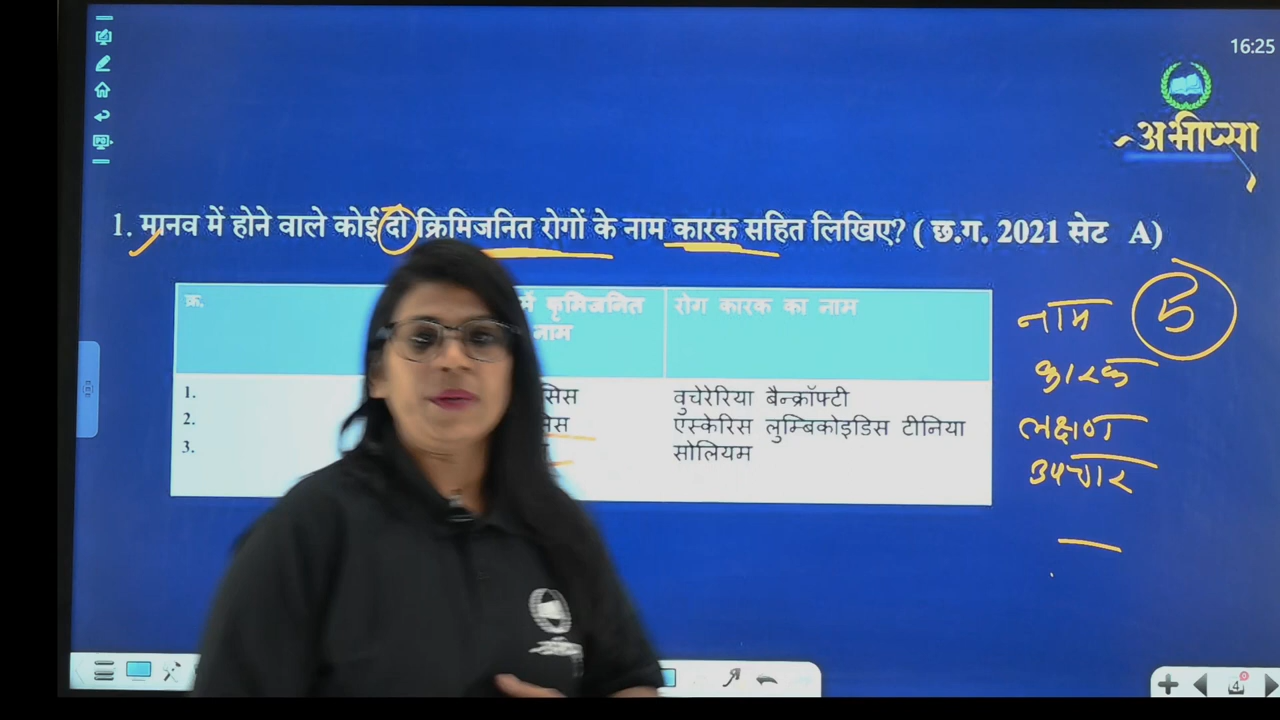 16:25
अभीप्सा
1. मानव में होने वाले कोई दो क्रिमिजनित रोगों के नाम कारक सहित लिखिए? ( छ.ग. 2021 सेट A)
क्र. में कृमिजनित रोग कारक का नाम
नाम
1. सिस वुचेरेरिया बैन्क्रॉफ्टी
2. सिस एस्केरिस लुम्बिकोइडिस टीनिया
3. सोलियम
नाम 5
कारक
लक्षण
उपचार
4